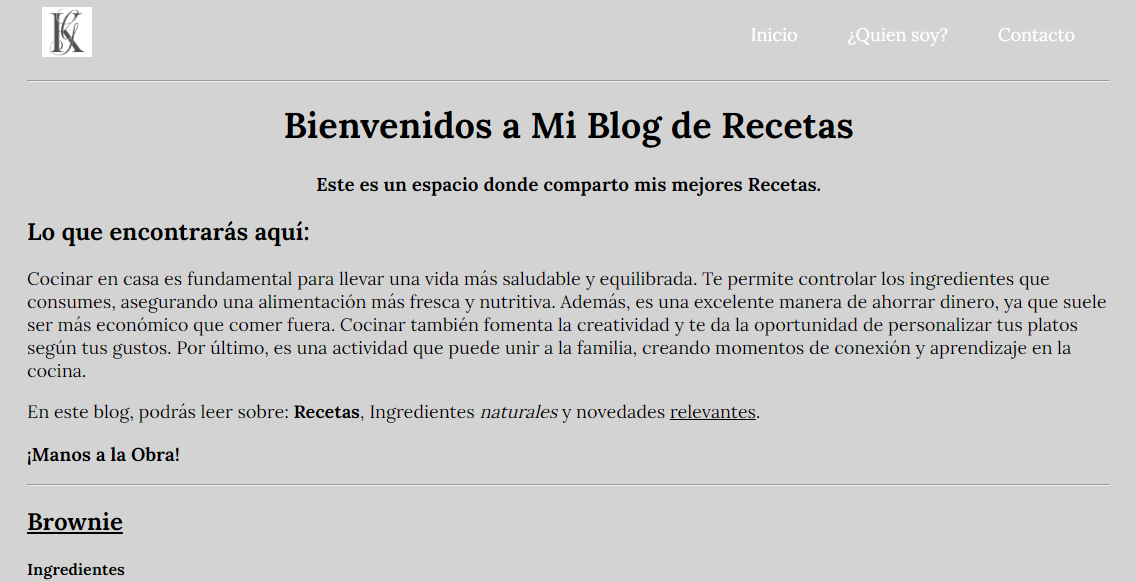 Inicio ¿Quien soy? Contacto
Bienvenidos a Mi Blog de Recetas
Este es un espacio donde comparto mis mejores Recetas.
Lo que encontrarás aquí:
Cocinar en casa es fundamental para llevar una vida más saludable y equilibrada. Te permite controlar los ingredientes que
consumes, asegurando una alimentación más fresca y nutritiva. Además, es una excelente manera de ahorrar dinero, ya que suele
ser más económico que comer fuera. Cocinar también fomenta la creatividad y te da la oportunidad de personalizar tus platos
según tus gustos. Por último, es una actividad que puede unir a la familia, creando momentos de conexión y aprendizaje en la
cocina.
En este blog, podrás leer sobre: Recetas, Ingredientes naturales y novedades relevantes.
¡Manos a la Obra!
Brownie
Ingredientes